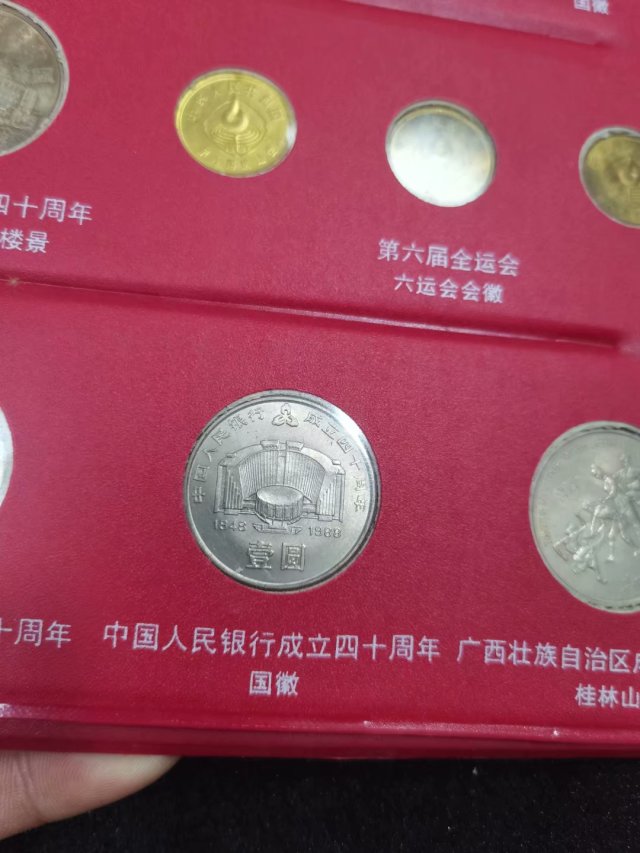 国徽
四十周年
楼景
第六届全运会
六运会会徽
中国人民银行 成立四十周年
1948 1988
壹圆
十周年
中国人民银行成立四十周年
国徽
广西壮族自治区成
桂林山